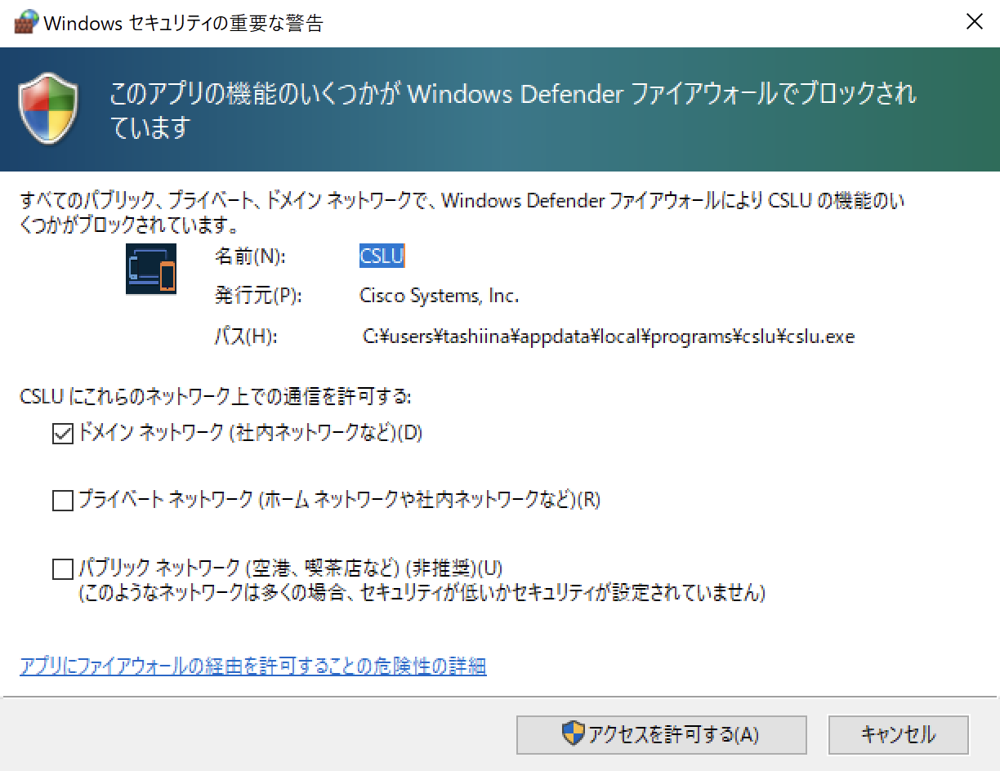 Windows セキュリティの重要な警告
このアプリの機能のいくつかが Windows Defender ファイアウォールでブロックされ
ています
すべてのパブリック、プライベート、ドメイン ネットワークで、Windows Defender ファイアウォールにより CSLU の機能のい
くつかがブロックされています。
名前(N): CSLU
発行元(P): Cisco Systems, Inc.
パス(H): C:¥users¥tashiina¥appdata¥local¥programs¥cslu¥cslu.exe
CSLU にこれらのネットワーク上での通信を許可する:
ドメイン ネットワーク (社内ネットワークなど)(D)
プライベート ネットワーク (ホーム ネットワークや社内ネットワークなど)(R)
パブリック ネットワーク (空港、喫茶店など) (非推奨)(U)
(このようなネットワークは多くの場合、セキュリティが低いかセキュリティが設定されていません)
アプリにファイアウォールの経由を許可することの危険性の詳細
アクセスを許可する(A) キャンセル